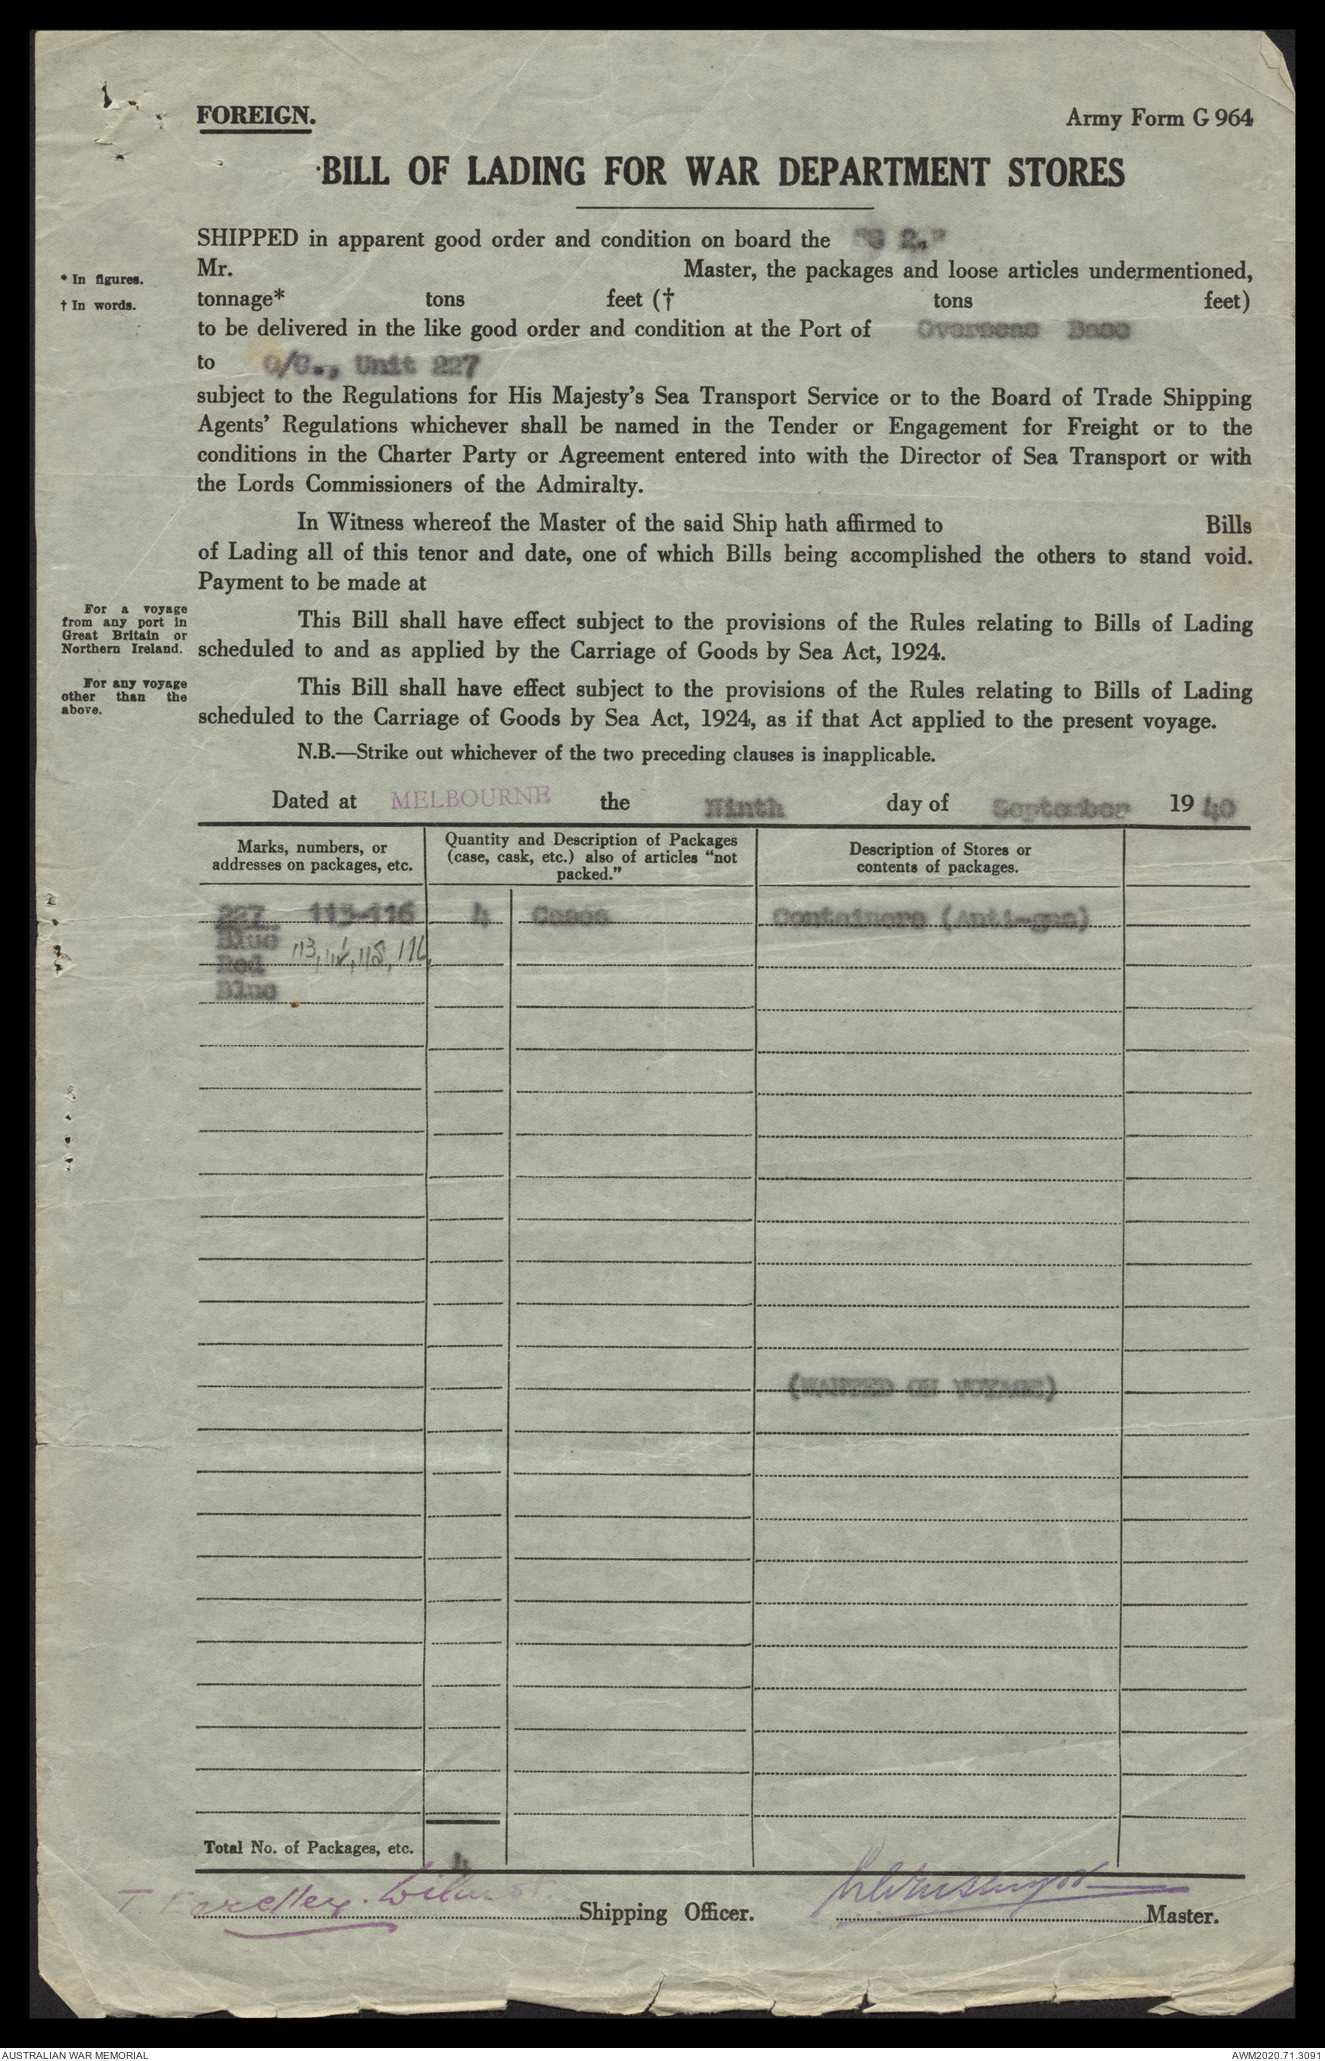 FOREIGN.
Army Form G 964
BILL OF LADING FOR WAR DEPARTMENT STORES
SHIPPED in apparent good order and condition on board the "G 2."
* In figures.
Mr. Master, the packages and loose articles undermentioned,
† In words.
tonnage* tons feet († tons feet)
to be delivered in the like good order and condition at the Port of Overseas Base
to O/C., Unit 227
subject to the Regulations for His Majesty's Sea Transport Service or to the Board of Trade Shipping
Agents' Regulations whichever shall be named in the Tender or Engagement for Freight or to the
conditions in the Charter Party or Agreement entered into with the Director of Sea Transport or with
the Lords Commissioners of the Admiralty.
In Witness whereof the Master of the said Ship hath affirmed to Bills
of Lading all of this tenor and date, one of which Bills being accomplished the others to stand void.
Payment to be made at
For a voyage
from any port in
Great Britain or
Northern Ireland.
This Bill shall have effect subject to the provisions of the Rules relating to Bills of Lading
scheduled to and as applied by the Carriage of Goods by Sea Act, 1924.
For any voyage
other than the
above.
This Bill shall have effect subject to the provisions of the Rules relating to Bills of Lading
scheduled to the Carriage of Goods by Sea Act, 1924, as if that Act applied to the present voyage.
N.B.—Strike out whichever of the two preceding clauses is inapplicable.
Dated at MELBOURNE the Ninth day of September 1940
Marks, numbers, or
addresses on packages, etc.
Quantity and Description of Packages
(case, cask, etc.) also of articles "not
packed."
Description of Stores or
contents of packages.
227 113-116 4 Cases Containers (Anti-gas)
Blue
Red 113, 114, 115, 116
Blue
(WANTED ON VOYAGE)
Total No. of Packages, etc. 4
Shipping Officer.
Master.
AUSTRALIAN WAR MEMORIAL
AWM2020.71.3091